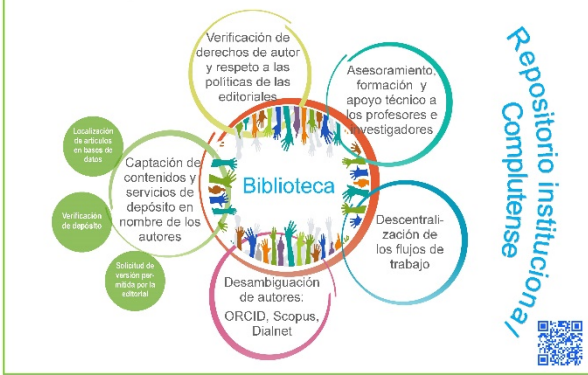 Verificación de
derechos de autor
y respeto a las
políticas de las
editoriales
Asesoramiento,
formación y
apoyo técnico a
los profesores e
investigadores
Localización
de artículos
en bases de
datos
Captación de
contenidos y
servicios de
depósito en
nombre de los
autores
Verificación
de depósito
Solicitud de
versión per-
mitida por la
editorial
Biblioteca
Descentrali-
zación de
los flujos de
trabajo
Desambiguación
de autores:
ORCID, Scopus,
Dialnet
Repositorio institucional
Complutense